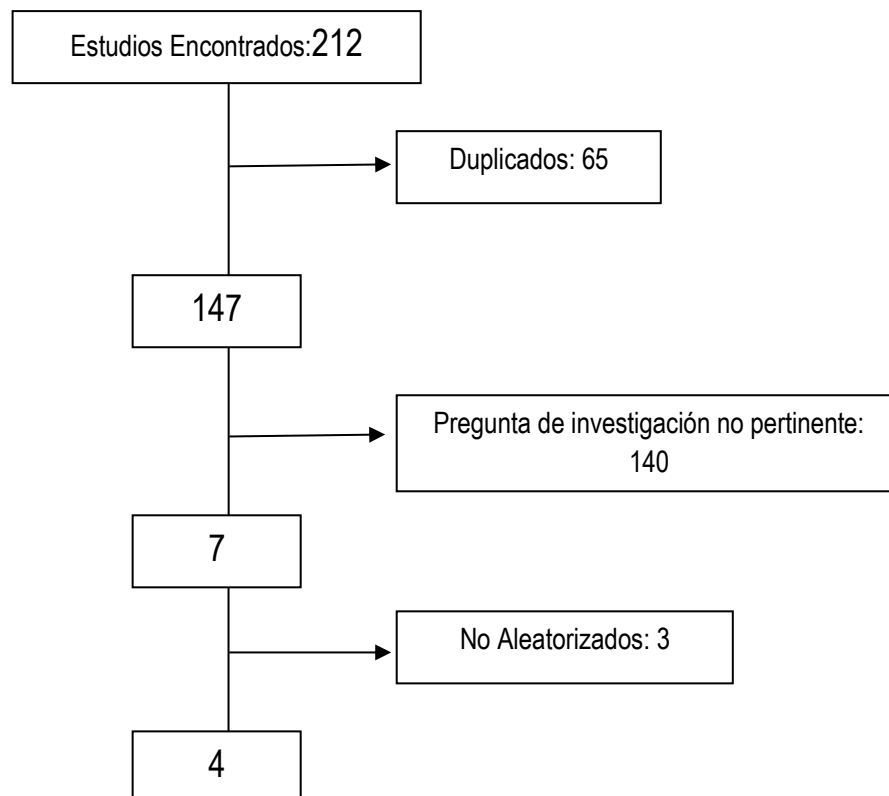 Estudios Encontrados:212
Duplicados: 65
147
Pregunta de investigación no pertinente:
140
7
No Aleatorizados: 3
4